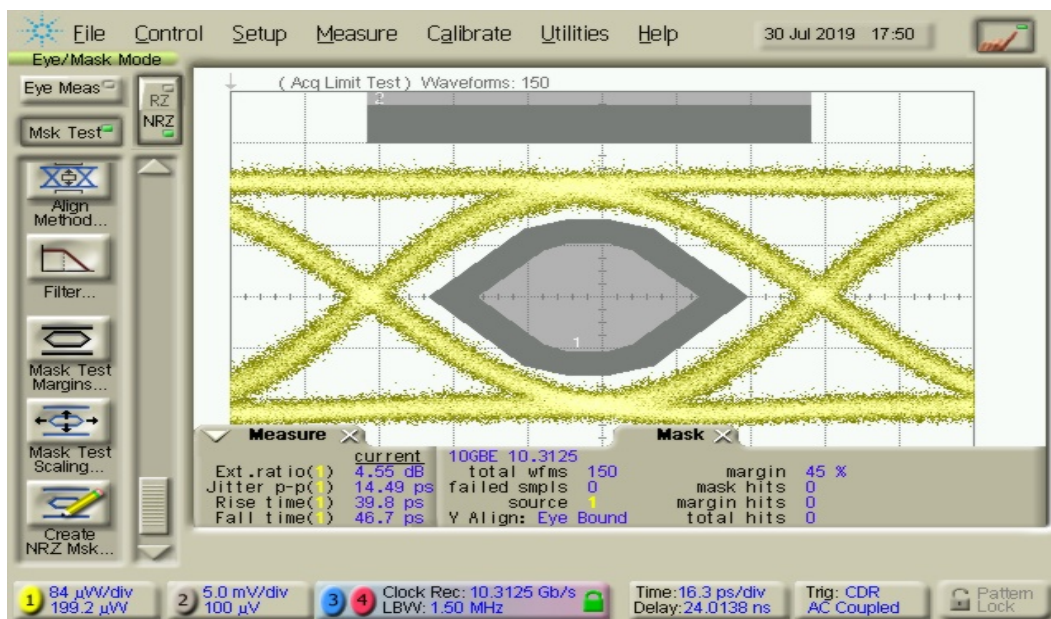 File Control Setup Measure Calibrate Utilities Help 30 Jul 2019 17:50
Eye/Mask Mode
Eye Meas
RZ
NRZ
Msk Test
(Acq Limit Test) Waveforms: 150
2
1
Align
Method...
Filter...
Mask Test
Margins...
Mask Test
Scaling...
Create
NRZ Msk...
Measure
current
Ext.ratio(1) 4.55 dB
Jitter p-p(1) 14.49 ps
Rise time(1) 39.8 ps
Fall time(1) 46.7 ps
Mask
10GBE 10.3125
total wfms 150 margin 45 %
failed smpls 0 mask hits 0
source 1 margin hits 0
Y Align: Eye Bound total hits 0
1 84 µW/div
199.2 µW
2 5.0 mV/div
100 µV
3 4 Clock Rec: 10.3125 Gb/s
LBW: 1.50 MHz
Time:16.3 ps/div
Delay:24.0138 ns
Trig: CDR
AC Coupled
Pattern
Lock